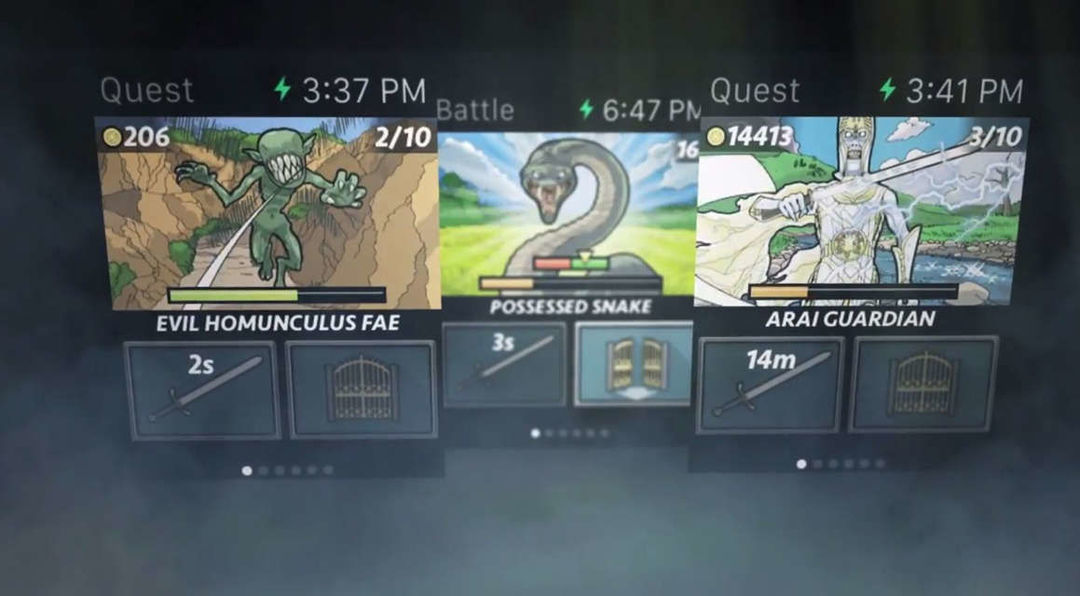 Quest 3:37 PM
206 2/10
EVIL HOMUNCULUS FAE
2s
Battle 6:47 PM
16
POSSESSED SNAKE
3s
Quest 3:41 PM
14413 3/10
ARAI GUARDIAN
14m